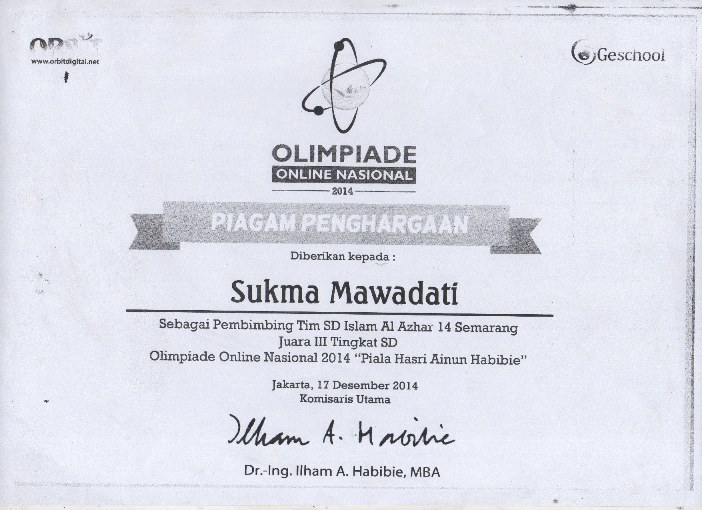 ORBIT
www.orbitdigital.net
Geschool
OLIMPIADE
ONLINE NASIONAL
2014
PIAGAM PENGHARGAAN
Diberikan kepada :
Sukma Mawadati
Sebagai Pembimbing Tim SD Islam Al Azhar 14 Semarang
Juara III Tingkat SD
Olimpiade Online Nasional 2014 “Piala Hasri Ainun Habibie”
Jakarta, 17 Desember 2014
Komisaris Utama
Ilham A. Habibie
Dr.-Ing. Ilham A. Habibie, MBA